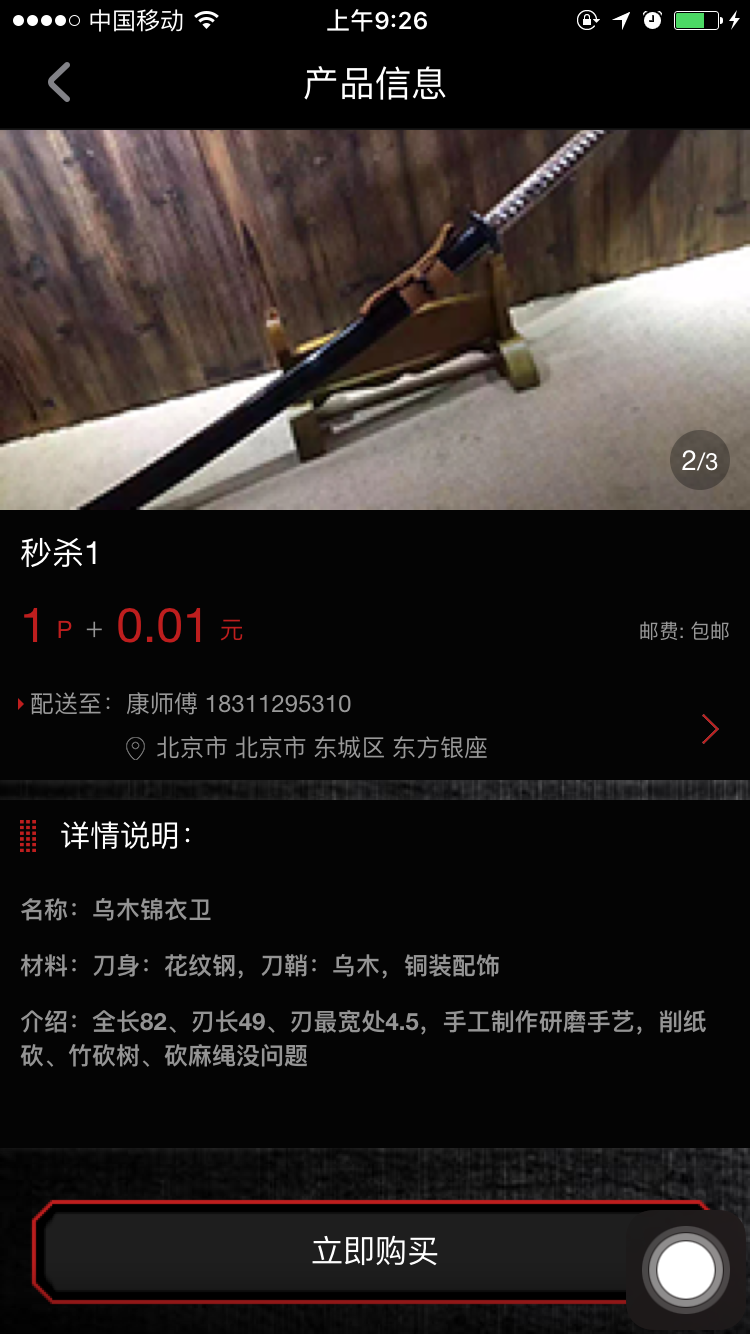 中国移动
上午9:26
产品信息
2/3
秒杀1
1 P + 0.01 元
邮费: 包邮
配送至： 康师傅 18311295310
北京市 北京市 东城区 东方银座
详情说明：
名称：乌木锦衣卫
材料：刀身：花纹钢，刀鞘：乌木，铜装配饰
介绍：全长82、刃长49、刃最宽处4.5，手工制作研磨手艺，削纸
砍、竹砍树、砍麻绳没问题
立即购买